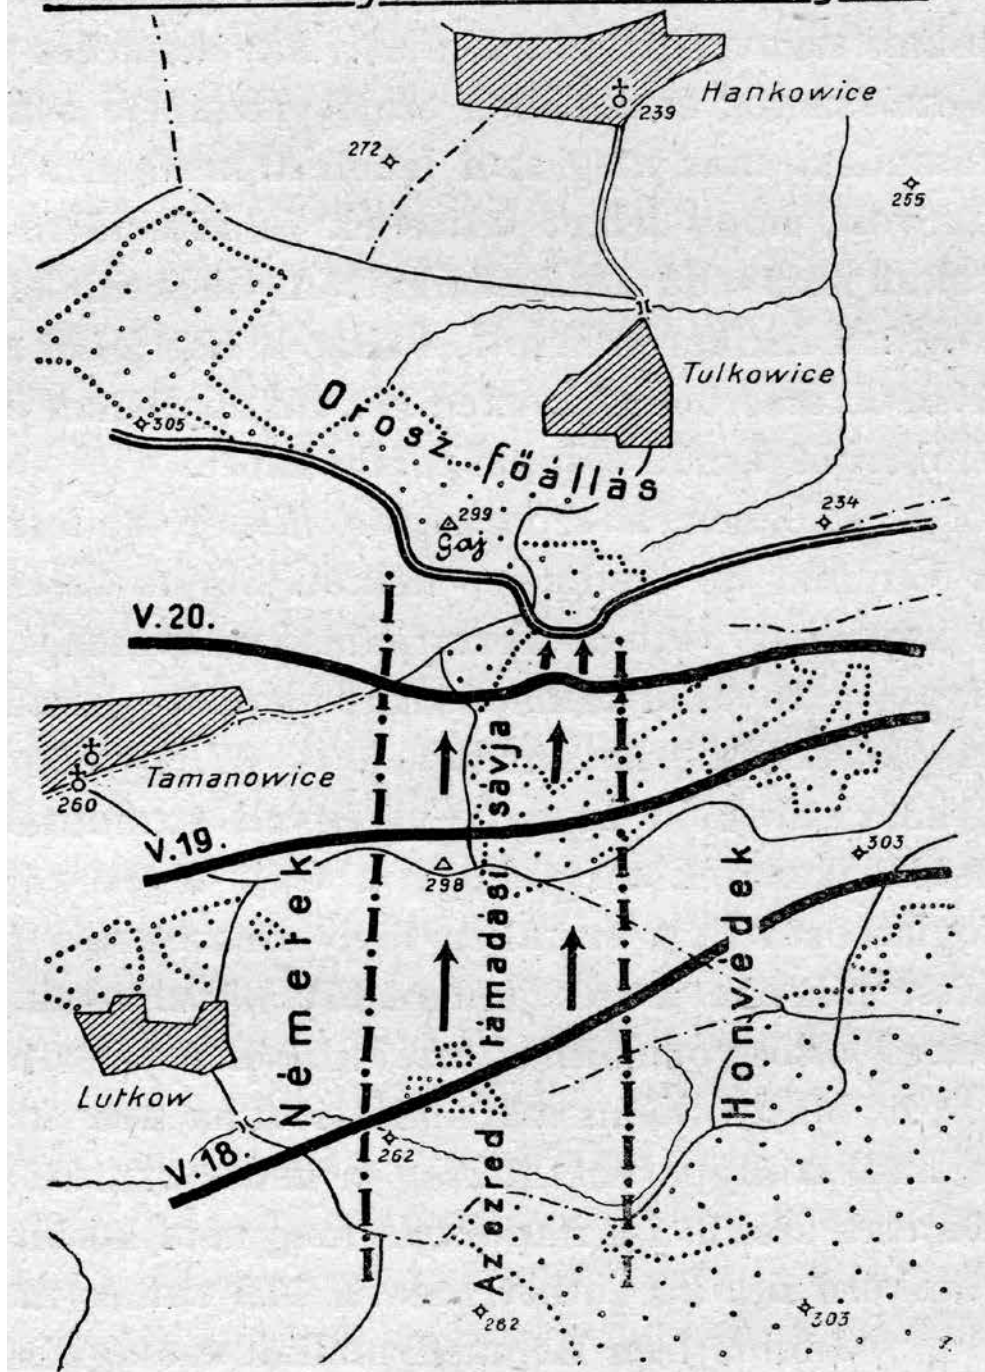 Hankowice
239
272
255
Tulkowice
305
Orosz főállás
299
Gaj
234
V.20.
Tamanowice
260
V.19.
298
303
Németek
Az ezred támadási sávja
Honvédek
Lutkow
V.18.
262
282
303